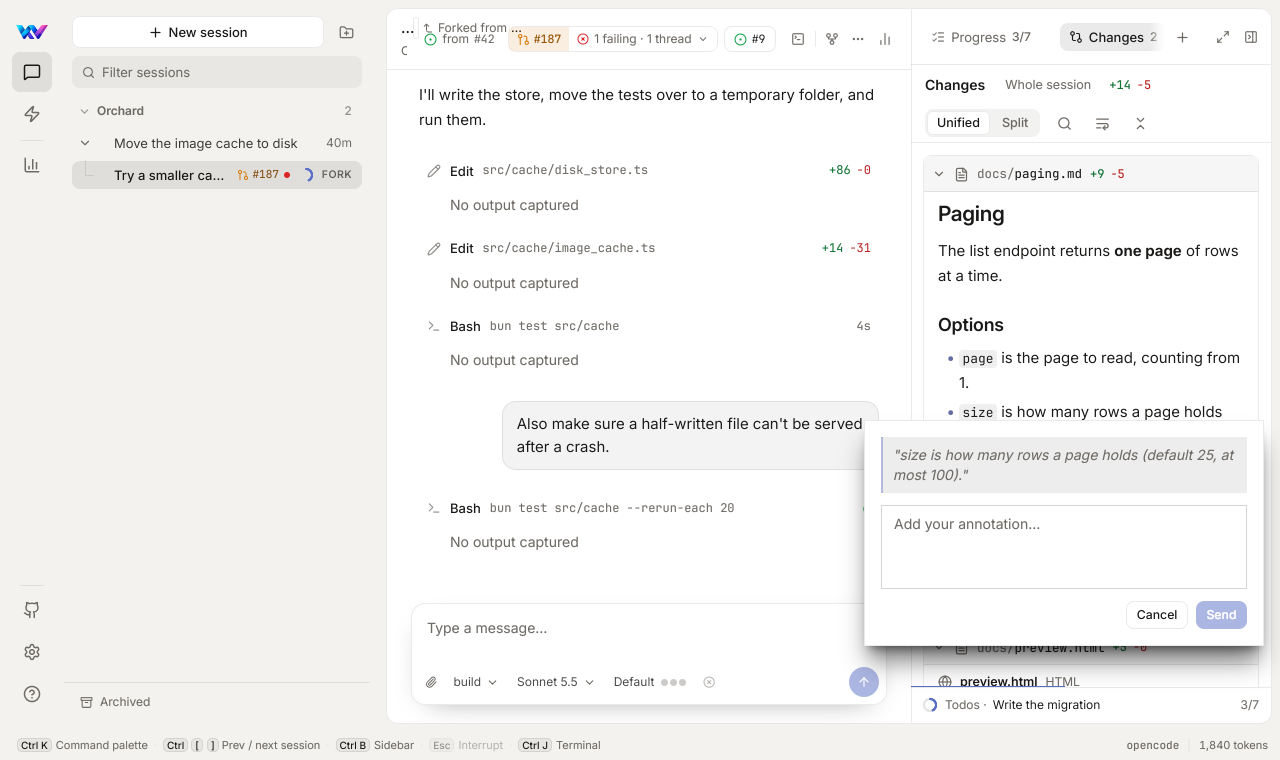 New session
Filter sessions
Orchard 2
Move the image cache to disk 40m
Try a smaller ca... #187 FORK
Archived
Forked from ...
...
from #42 #187 1 failing · 1 thread #9
I'll write the store, move the tests over to a temporary folder, and
run them.
Edit src/cache/disk_store.ts +86 -0
No output captured
Edit src/cache/image_cache.ts +14 -31
No output captured
Bash bun test src/cache 4s
No output captured
Also make sure a half-written file can't be served
after a crash.
Bash bun test src/cache --rerun-each 20
No output captured
Type a message...
build Sonnet 5.5 Default
Progress 3/7 Changes 2
Changes Whole session +14 -5
Unified Split
docs/paging.md +9 -5
Paging
The list endpoint returns one page of rows
at a time.
Options
• page is the page to read, counting from
1.
• size is how many rows a page holds
"size is how many rows a page holds (default 25, at
most 100)."
Add your annotation...
Cancel Send
docs/preview.html +5 -0
preview.html HTML
Todos · Write the migration 3/7
Ctrl K Command palette · Ctrl [ ] Prev / next session · Ctrl B Sidebar · Esc Interrupt · Ctrl J Terminal
opencode 1,840 tokens